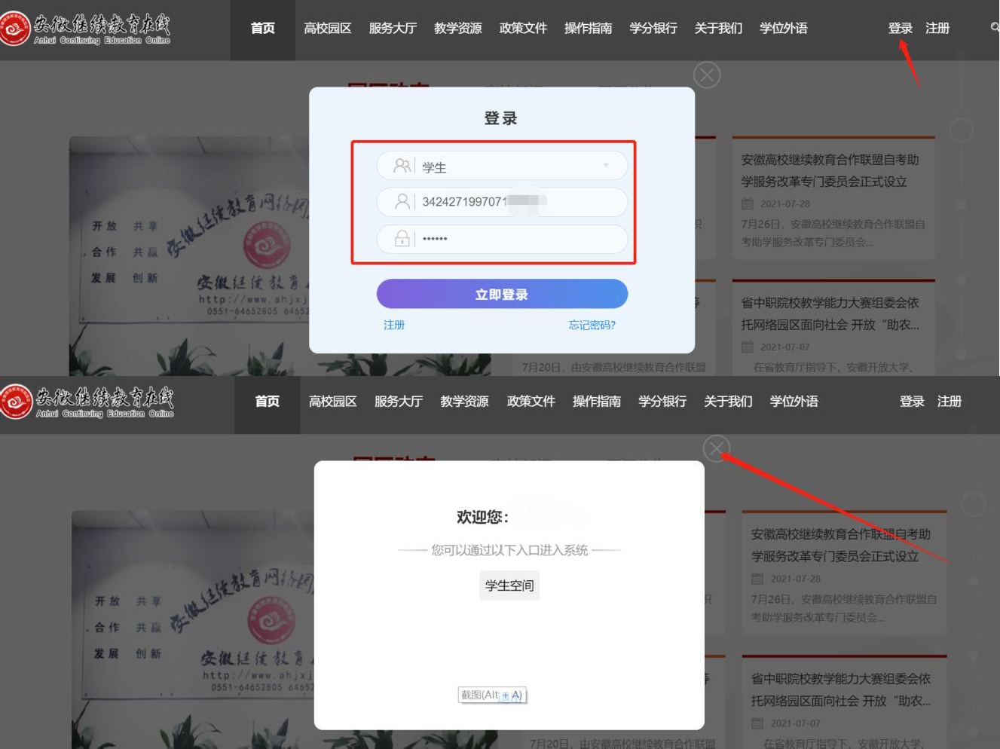 安徽继续教育在线
Anhui Continuing Education Online
首页 高校园区 服务大厅 教学资源 政策文件 操作指南 学分银行 关于我们 学位外语 登录 注册
登录
学生
3424271997071
••••••
立即登录
注册 忘记密码?
开放 共享
合作 共赢
发展 创新
安徽继续教育网络园
安徽继续教育
http://www.ahjxj
0551-64652805 6465
安徽高校继续教育合作联盟自考助
学服务改革专门委员会正式设立
2021-07-28
7月26日，安徽高校继续教育合作联盟自
考助学服务改革专门委员会...
省中职院校教学能力大赛组委会依
托网络园区面向社会 开放“助农...
2021-07-07
7月20日，由安徽高校继续教育合作联盟
在省教育厅指导下，安徽开放大学、
安徽继续教育在线
Anhui Continuing Education Online
首页 高校园区 服务大厅 教学资源 政策文件 操作指南 学分银行 关于我们 学位外语 登录 注册
欢迎您：
您可以通过以下入口进入系统
学生空间
截图(Alt + A)
开放 共享
合作 共赢
发展 创新
安徽继续教育网络园
安徽继续教育
http://www.ahjxj
0551-64652805 6465
安徽高校继续教育合作联盟自考助
学服务改革专门委员会正式设立
2021-07-28
7月26日，安徽高校继续教育合作联盟自
考助学服务改革专门委员会...
省中职院校教学能力大赛组委会依
托网络园区面向社会 开放“助农...
2021-07-07
7月20日，由安徽高校继续教育合作联盟
在省教育厅指导下，安徽开放大学、